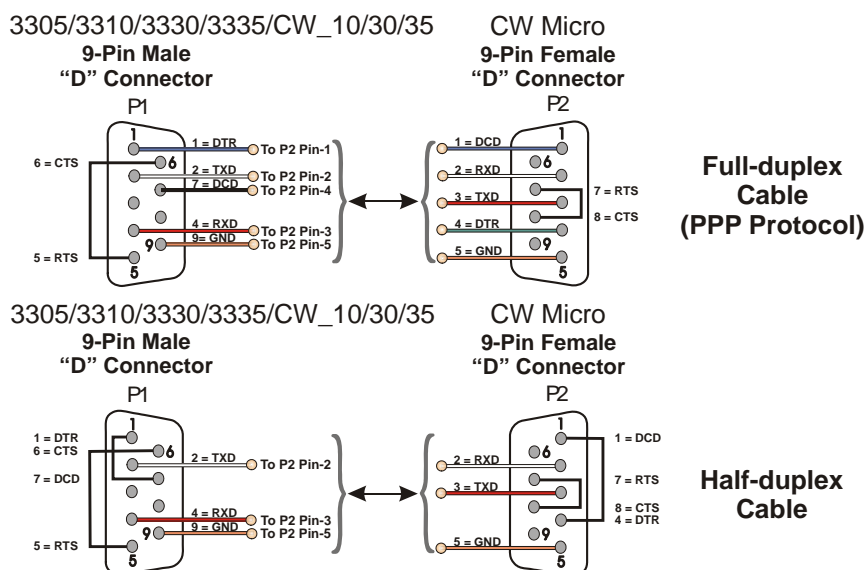 3305/3310/3330/3335/CW_10/30/35
9-Pin Male
“D” Connector
P1
1
6
9
5
6 = CTS
5 = RTS
1 = DTR
To P2 Pin-1
2 = TXD
To P2 Pin-2
7 = DCD
To P2 Pin-4
4 = RXD
To P2 Pin-3
9= GND
To P2 Pin-5
CW Micro
9-Pin Female
“D” Connector
P2
1 = DCD
2 = RXD
3 = TXD
4 = DTR
5 = GND
1
6
9
5
7 = RTS
8 = CTS
Full-duplex
Cable
(PPP Protocol)
3305/3310/3330/3335/CW_10/30/35
9-Pin Male
“D” Connector
P1
1
6
9
5
1 = DTR
6 = CTS
7 = DCD
5 = RTS
2 = TXD
To P2 Pin-2
4 = RXD
To P2 Pin-3
9 = GND
To P2 Pin-5
CW Micro
9-Pin Female
“D” Connector
P2
2 = RXD
3 = TXD
5 = GND
1
6
9
5
1 = DCD
7 = RTS
8 = CTS
4 = DTR
Half-duplex
Cable